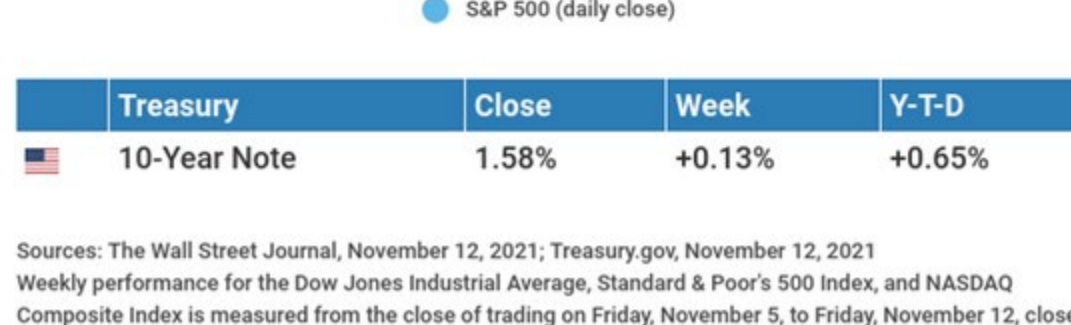 S&P 500 (daily close)
Treasury Close Week Y-T-D
10-Year Note 1.58% +0.13% +0.65%
Sources: The Wall Street Journal, November 12, 2021; Treasury.gov, November 12, 2021
Weekly performance for the Dow Jones Industrial Average, Standard & Poor's 500 Index, and NASDAQ
Composite Index is measured from the close of trading on Friday, November 5, to Friday, November 12, close